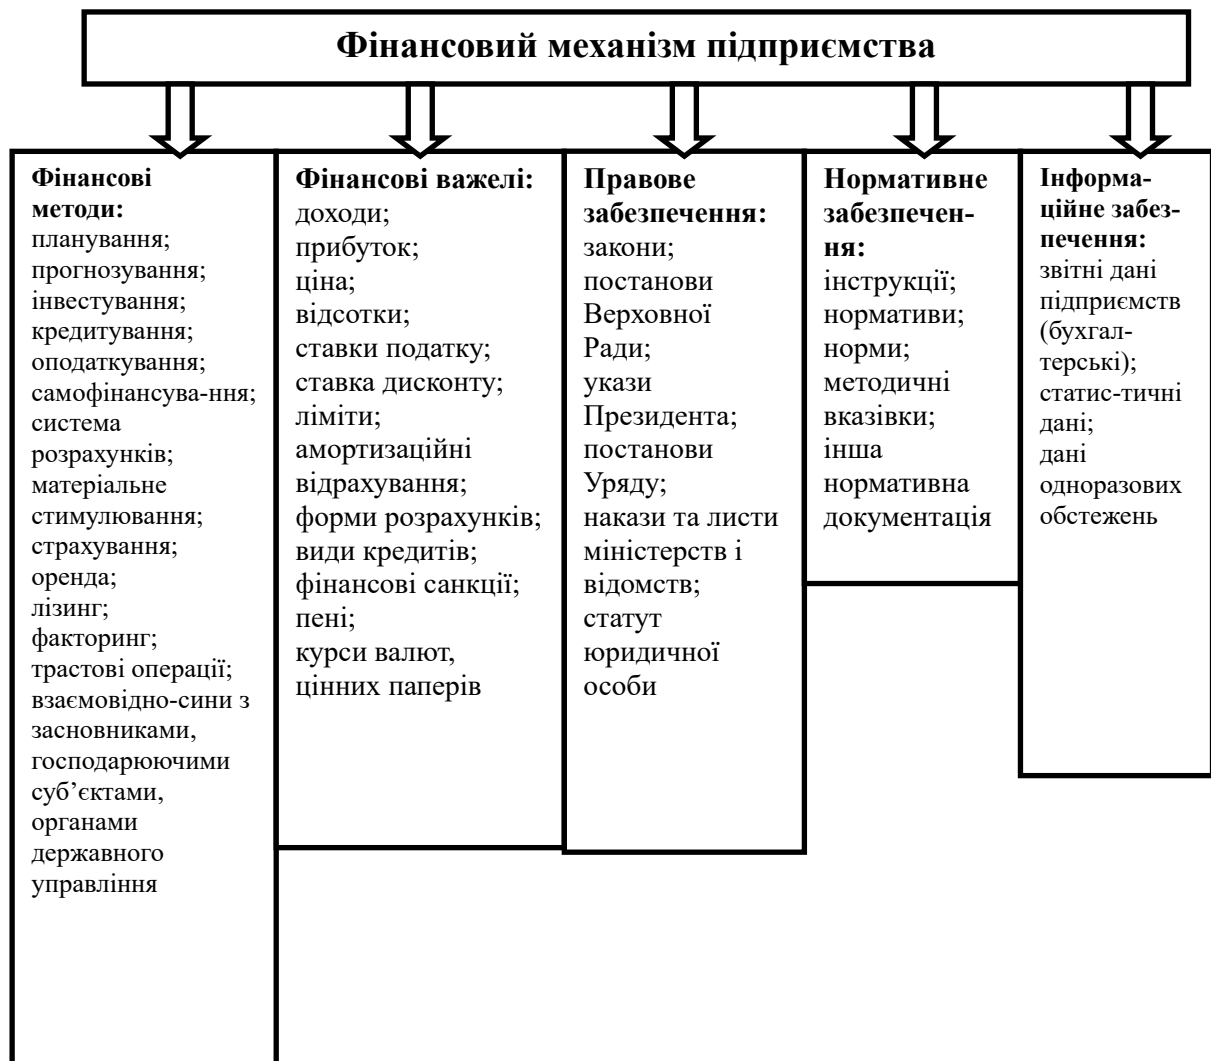 Фінансовий механізм підприємства
Фінансові
методи:
планування;
прогнозування;
інвестування;
кредитування;
оподаткування;
самофінансува-ння;
система
розрахунків;
матеріальне
стимулювання;
страхування;
оренда;
лізинг;
факторинг;
трастові операції;
взаємовідно-сини з
засновниками,
господарюючими
суб’єктами,
органами
державного
управління
Фінансові важелі:
доходи;
прибуток;
ціна;
відсотки;
ставки податку;
ставка дисконту;
ліміти;
амортизаційні
відрахування;
форми розрахунків;
види кредитів;
фінансові санкції;
пені;
курси валют,
цінних паперів
Правове
забезпечення:
закони;
постанови
Верховної
Ради;
укази
Президента;
постанови
Уряду;
накази та листи
міністерств і
відомств;
статут
юридичної
особи
Нормативне
забезпечен-
ня:
інструкції;
нормативи;
норми;
методичні
вказівки;
інша
нормативна
документація
Інформа-
ційне забез-
печення:
звітні дані
підприємств
(бухгал-
терські);
статис-тичні
дані;
дані
одноразових
обстежень